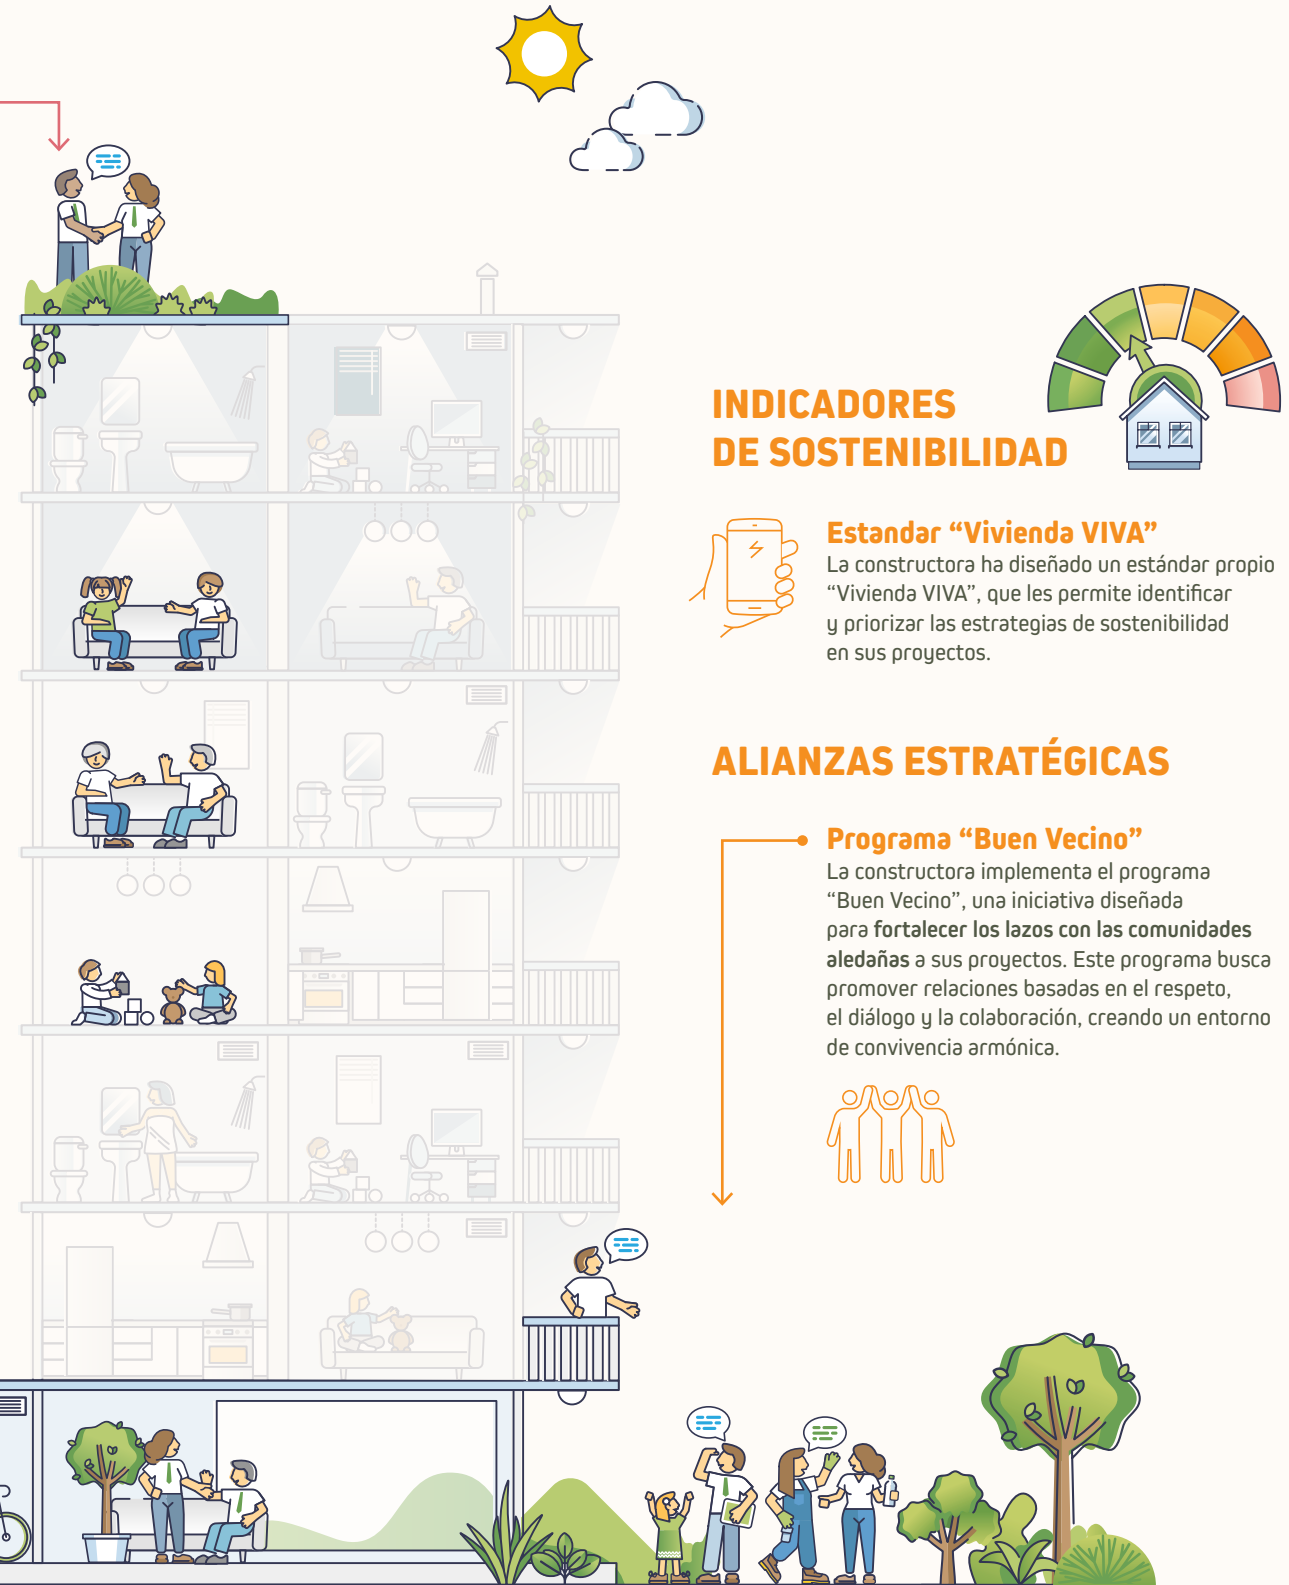 INDICADORES
DE SOSTENIBILIDAD
Estandar “Vivienda VIVA”
La constructora ha diseñado un estándar propio
“Vivienda VIVA”, que les permite identificar
y priorizar las estrategias de sostenibilidad
en sus proyectos.
ALIANZAS ESTRATÉGICAS
Programa “Buen Vecino”
La constructora implementa el programa
“Buen Vecino”, una iniciativa diseñada
para fortalecer los lazos con las comunidades
aledañas a sus proyectos. Este programa busca
promover relaciones basadas en el respeto,
el diálogo y la colaboración, creando un entorno
de convivencia armónica.